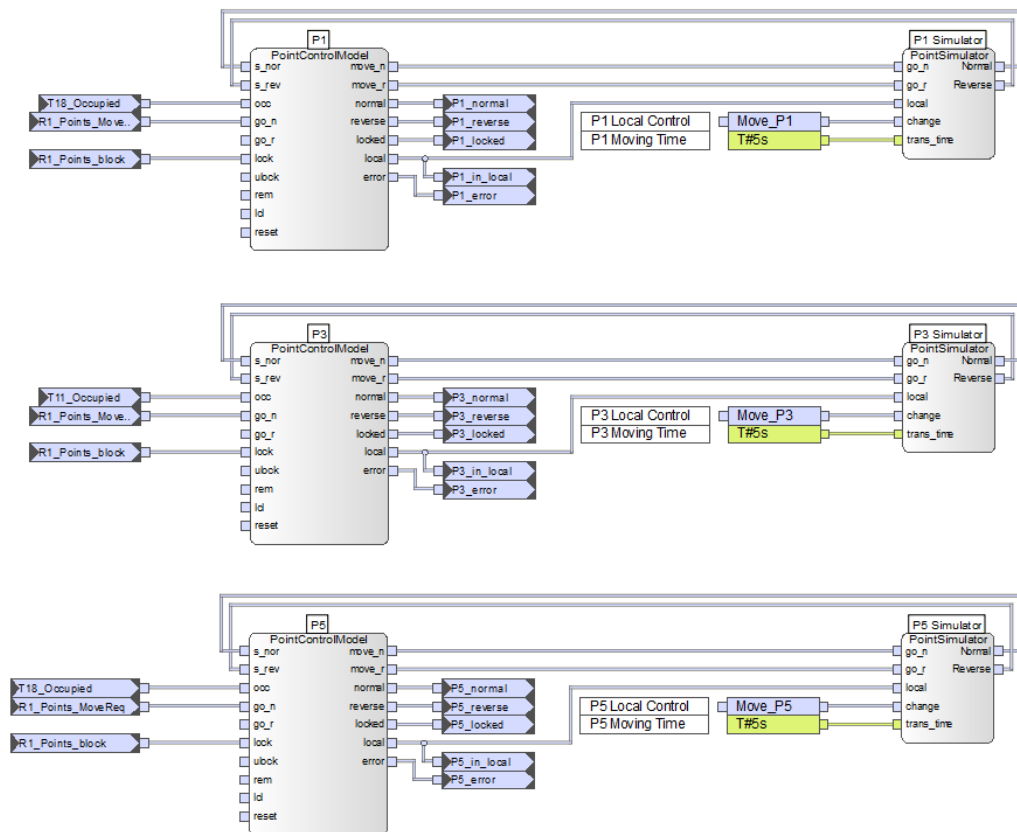 P1
P1 Simulator
PointControlModel
PointSimulator
s_nor move_n
go_n Normal
s_rev move_r
go_r Reverse
T18_Occupied
occ normal
P1_normal
local
R1_Points_Move..
go_n reverse
P1_reverse
P1 Local Control
Move_P1
change
go_r locked
P1_locked
P1 Moving Time
T#5s
trans_time
R1_Points_block
lock local
ublck error
P1_in_local
rem
P1_error
lcl
reset
P3
P3 Simulator
PointControlModel
PointSimulator
s_nor move_n
go_n Normal
s_rev move_r
go_r Reverse
T11_Occupied
occ normal
P3_normal
local
R1_Points_Move..
go_n reverse
P3_reverse
P3 Local Control
Move_P3
change
go_r locked
P3_locked
P3 Moving Time
T#5s
trans_time
R1_Points_block
lock local
ublck error
P3_in_local
rem
P3_error
lcl
reset
P5
P5 Simulator
PointControlModel
PointSimulator
s_nor move_n
go_n Normal
s_rev move_r
go_r Reverse
T18_Occupied
occ normal
P5_normal
local
R1_Points_MoveReq
go_n reverse
P5_reverse
P5 Local Control
Move_P5
change
go_r locked
P5_locked
P5 Moving Time
T#5s
trans_time
R1_Points_block
lock local
ublck error
P5_in_local
rem
P5_error
lcl
reset